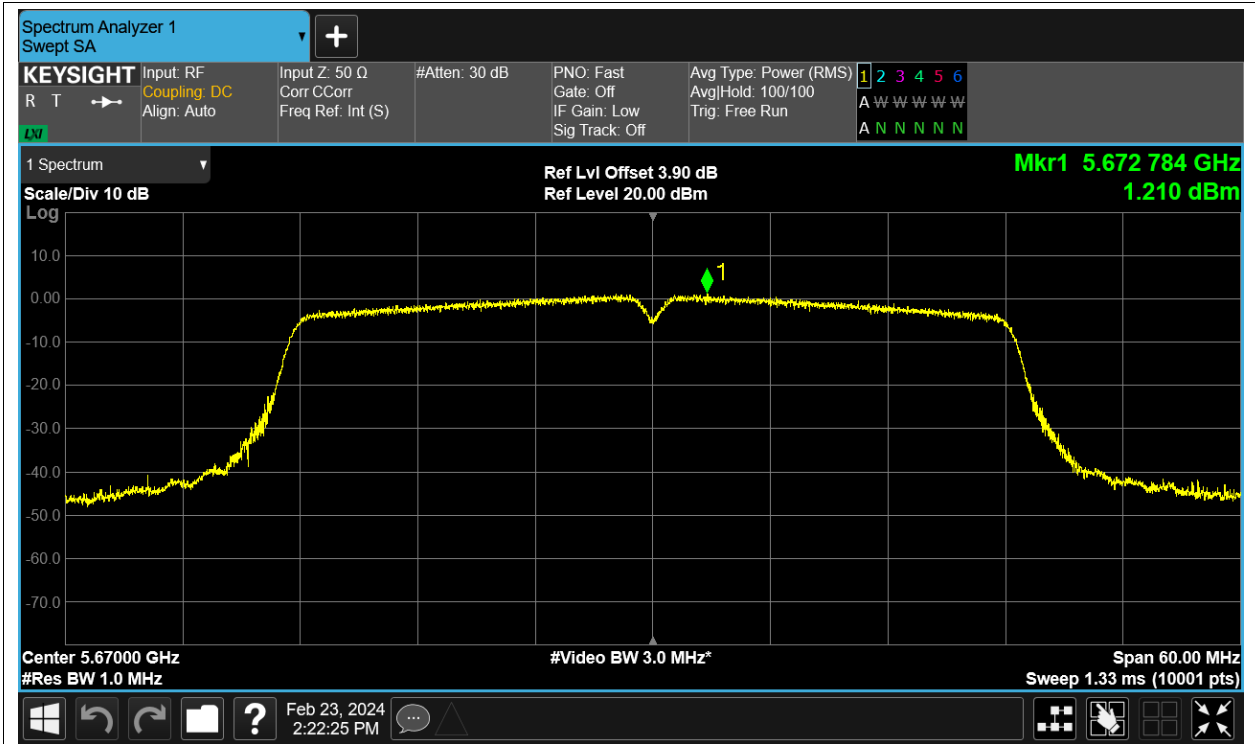 Spectrum Analyzer 1
Swept SA
KEYSIGHT
R T
LXI
Input: RF
Coupling: DC
Align: Auto
Input Z: 50 Ω
Corr CCorr
Freq Ref: Int (S)
#Atten: 30 dB
PNO: Fast
Gate: Off
IF Gain: Low
Sig Track: Off
Avg Type: Power (RMS)
Avg|Hold: 100/100
Trig: Free Run
1 2 3 4 5 6
A W W W W W
A N N N N N
1 Spectrum
Scale/Div 10 dB
Log
Ref Lvl Offset 3.90 dB
Ref Level 20.00 dBm
Mkr1 5.672 784 GHz
1.210 dBm
1
10.0
0.00
-10.0
-20.0
-30.0
-40.0
-50.0
-60.0
-70.0
Center 5.67000 GHz
#Res BW 1.0 MHz
#Video BW 3.0 MHz*
Span 60.00 MHz
Sweep 1.33 ms (10001 pts)
?
Feb 23, 2024
2:22:25 PM